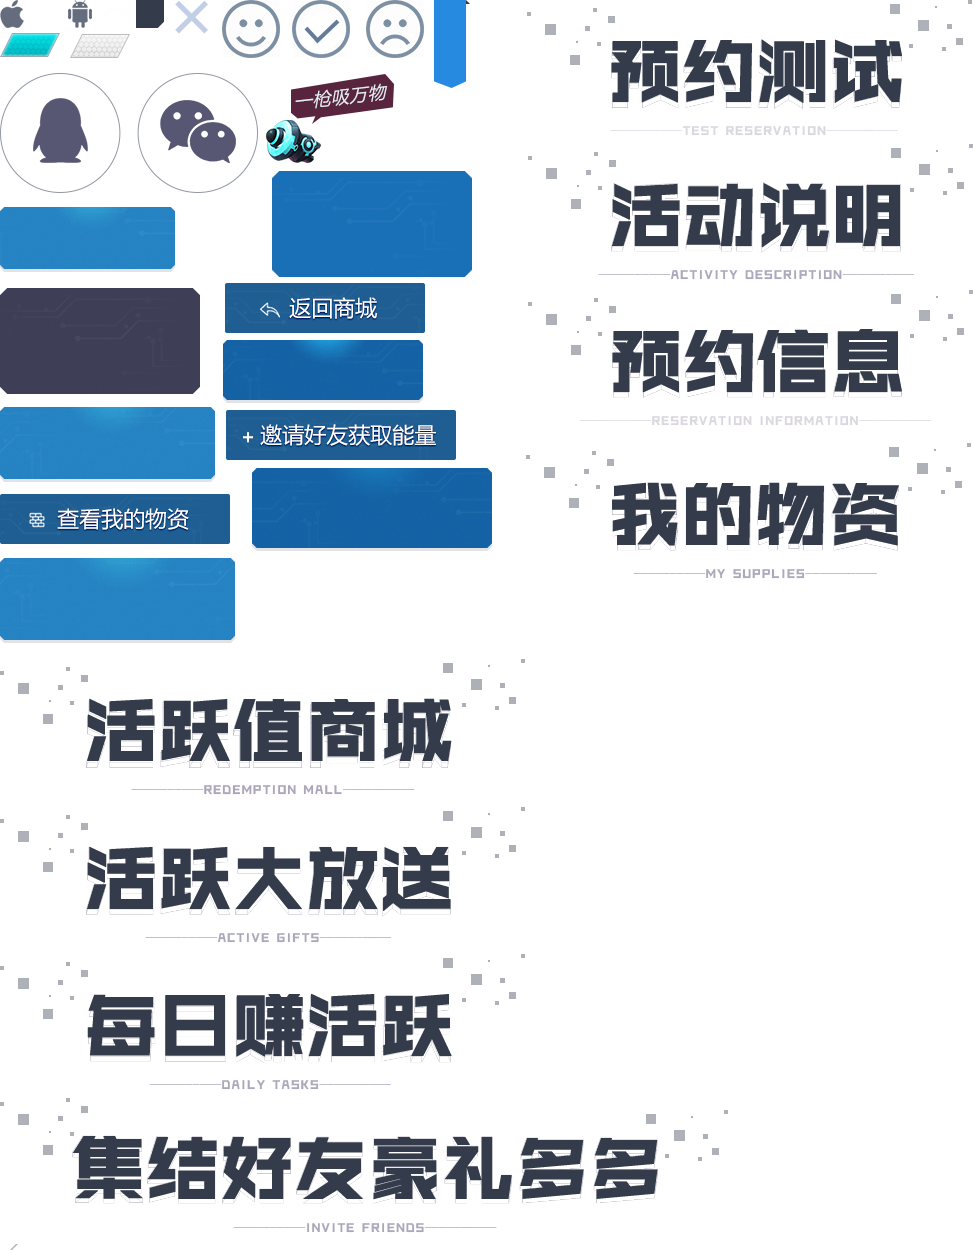 一枪吸万物
预约测试
TEST RESERVATION
活动说明
ACTIVITY DESCRIPTION
返回商城
预约信息
RESERVATION INFORMATION
+ 邀请好友获取能量
查看我的物资
我的物资
MY SUPPLIES
活跃值商城
REDEMPTION MALL
活跃大放送
ACTIVE GIFTS
每日赚活跃
DAILY TASKS
集结好友豪礼多多
INVITE FRIENDS